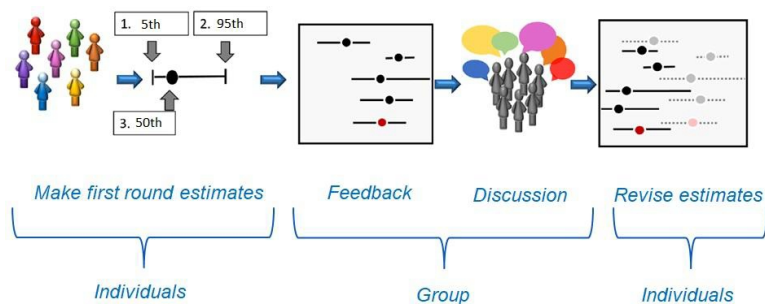 1. 5th
2. 95th
3. 50th
Make first round estimates
Feedback
Discussion
Revise estimates
Individuals
Group
Individuals